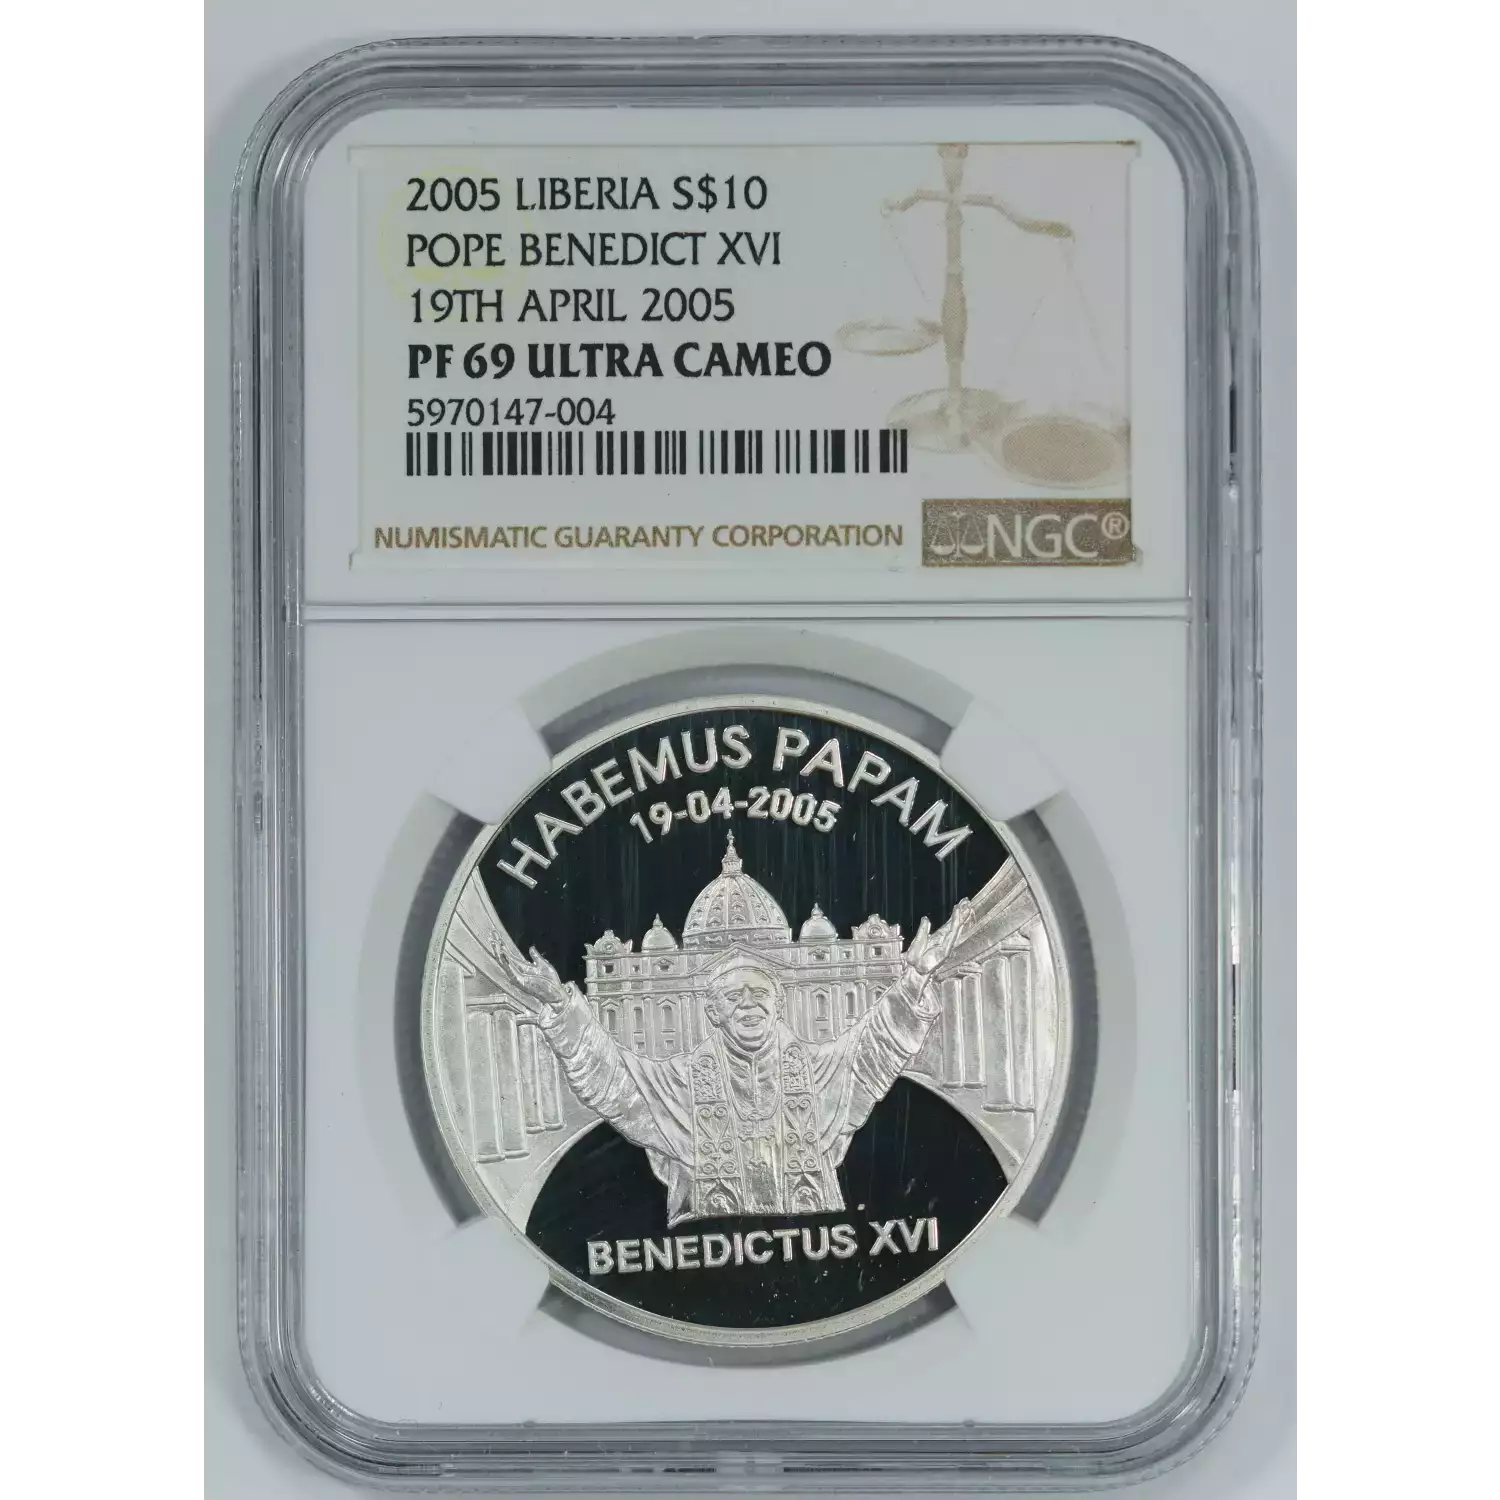 2005 LIBERIA S$10
POPE BENEDICT XVI
19TH APRIL 2005
PF 69 ULTRA CAMEO
5970147-004
NUMISMATIC GUARANTY CORPORATION
NGC®
HABEMUS PAPAM
19-04-2005
BENEDICTUS XVI